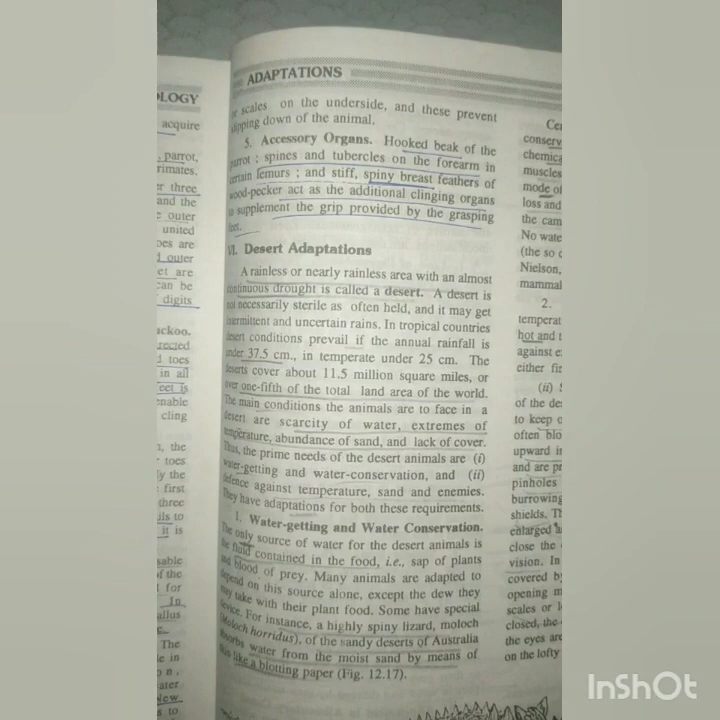 LOGY
acquire
parrot,
rimates.
three
and the
outer
united
oes are
outer
et are
can be
digits
ackoo.
rected
toes
in all
eet is
enable
cling
the
toes
ly the
first
three
ils to
it is
sable
of the
for
In
allus
The
le in
ater
New
s to
ADAPTATIONS
or scales on the underside, and these prevent
slipping down of the animal.
5. Accessory Organs. Hooked beak of the
parrot ; spines and tubercles on the forearm in
certain femurs ; and stiff, spiny breast feathers of
wood-pecker act as the additional clinging organs
to supplement the grip provided by the grasping
feet.
VI. Desert Adaptations
A rainless or nearly rainless area with an almost
continuous drought is called a desert. A desert is
not necessarily sterile as often held, and it may get
intermittent and uncertain rains. In tropical countries
desert conditions prevail if the annual rainfall is
under 37.5 cm., in temperate under 25 cm. The
deserts cover about 11.5 million square miles, or
over one-fifth of the total land area of the world.
The main conditions the animals are to face in a
desert are scarcity of water, extremes of
temperature, abundance of sand, and lack of cover.
Thus, the prime needs of the desert animals are (i)
water-getting and water-conservation, and (ii)
defence against temperature, sand and enemies.
They have adaptations for both these requirements.
1. Water-getting and Water Conservation.
The only source of water for the desert animals is
the fluid contained in the food, i.e., sap of plants
and blood of prey. Many animals are adapted to
depend on this source alone, except the dew they
may take with their plant food. Some have special
device. For instance, a highly spiny lizard, moloch
(Moloch horridus), of the sandy deserts of Australia
absorbs water from the moist sand by means of
skin like a blotting paper (Fig. 12.17).
Cer
conserv
chemica
muscles
mode of
loss and
the cam
No wate
(the so c
Nielson,
mammal
2.
temperat
hot and t
against e
either fir
(ii) S
of the de
to keep o
often blo
upward i
and are pr
pinholes
burrowing
shields. Th
enlarged a
close the
vision. In
covered by
opening m
scales or l
closed, the
the eyes are
on the lofty
InShOt